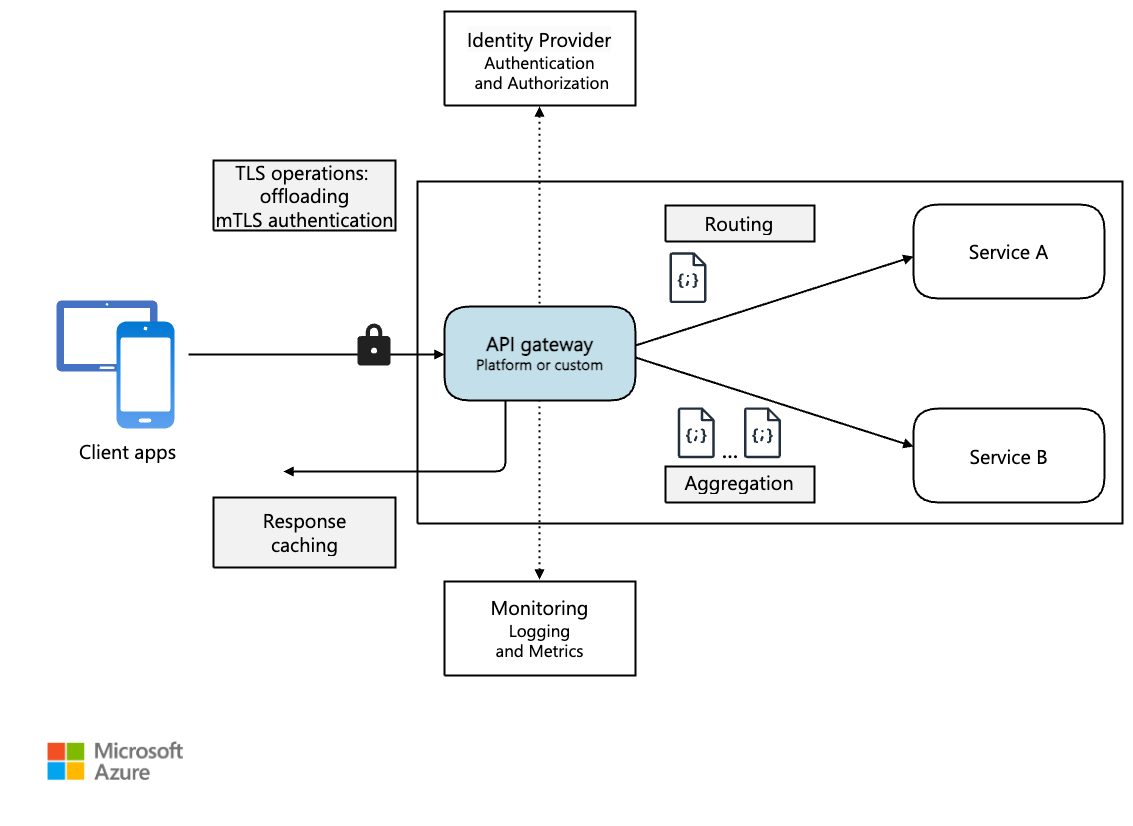 Identity Provider
Authentication
and Authorization
TLS operations:
offloading
mTLS authentication
Routing
{;}
Service A
API gateway
Platform or custom
Client apps
{;} ... {;}
Aggregation
Service B
Response
caching
Monitoring
Logging
and Metrics
Microsoft
Azure